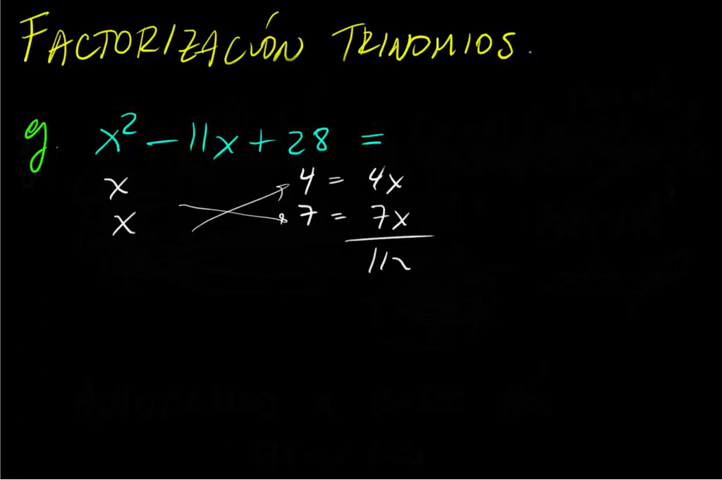 FACTORIZACIÓN TRINOMIOS.
g. x² - 11x + 28 =
x 4 = 4x
x 7 = 7x
11x